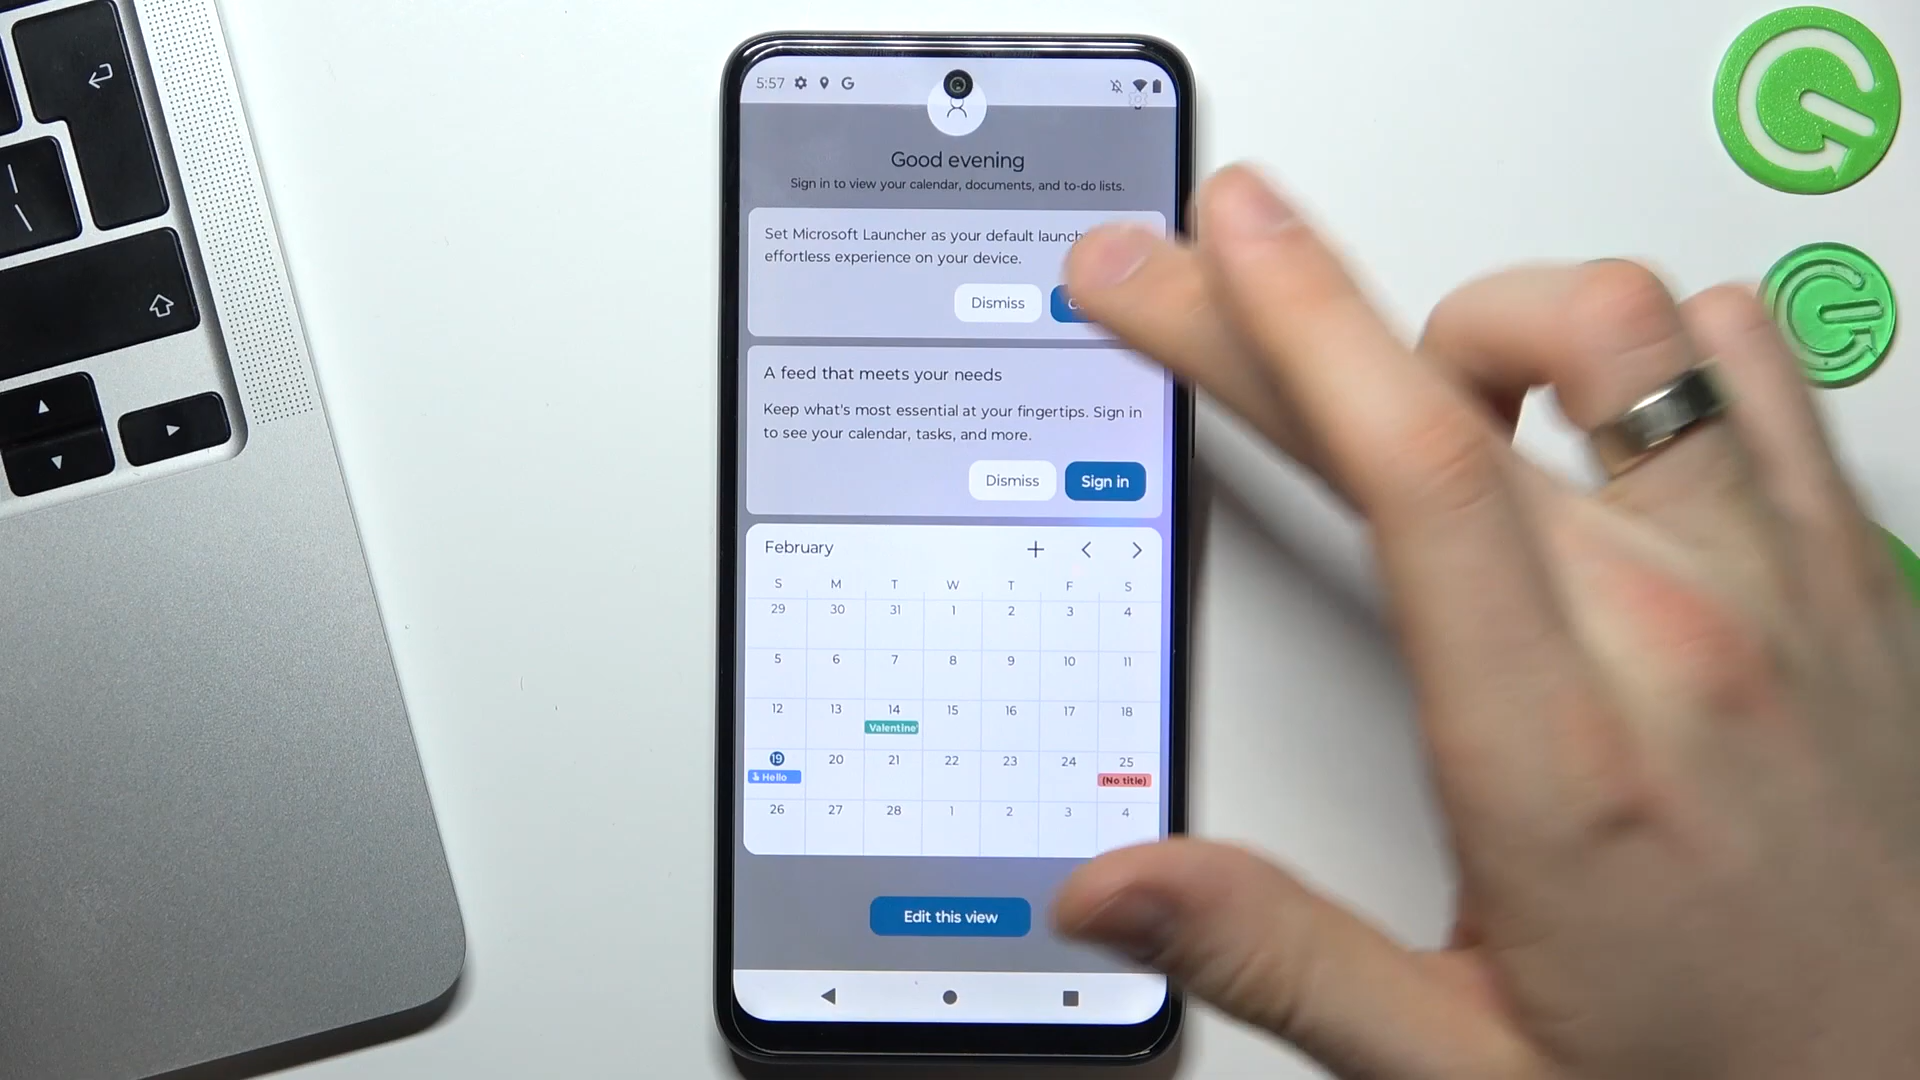 5:57 G
Good evening
Sign in to view your calendar, documents, and to-do lists.
Set Microsoft Launcher as your default
effortless experience on your device.
Dismiss
A feed that meets your needs
Keep what's most essential at your fingertips. Sign in
to see your calendar, tasks, and more.
Dismiss Sign in
February
S M T W T F S
29 30 31 1 2 3 4
5 6 7 8 9 10 11
12 13 14 15 16 17 18
Valentine
19 20 21 22 23 24 25
Hello (No title)
26 27 28 1 2 3 4
Edit this view